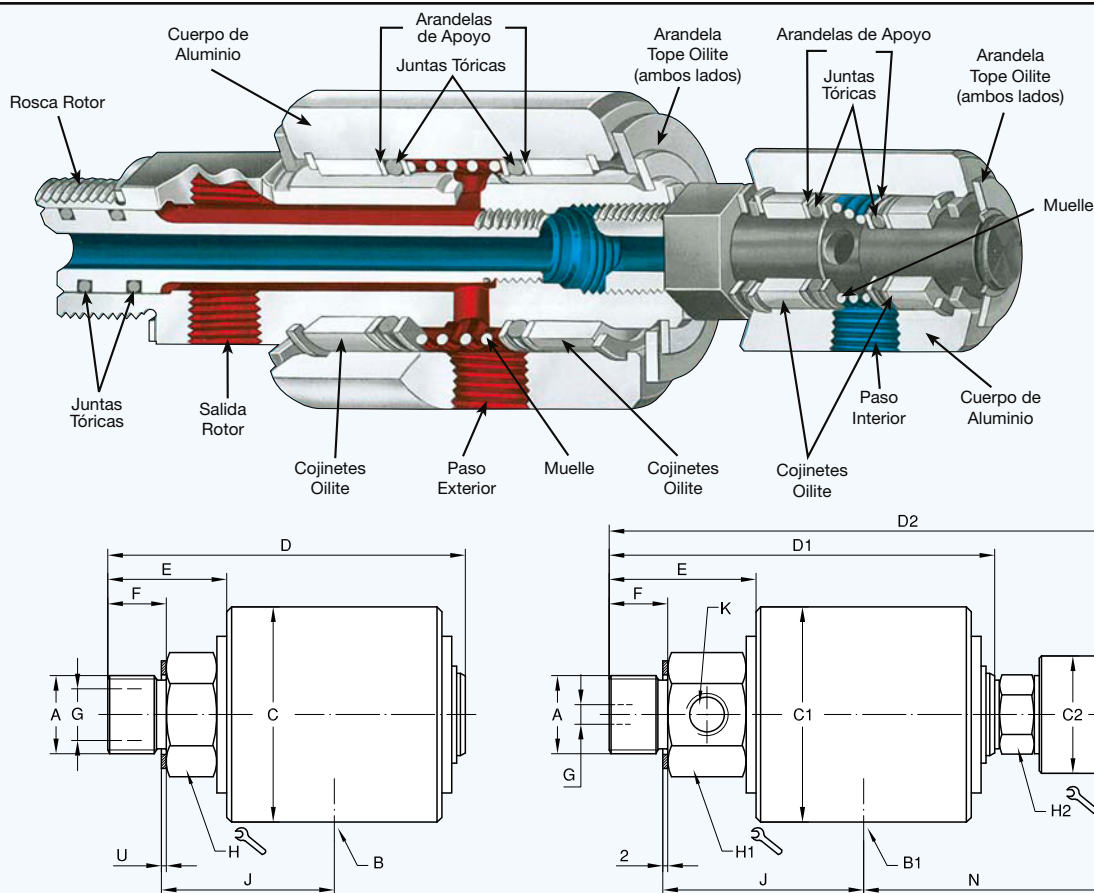 Arandelas
de Apoyo
Cuerpo de
Aluminio
Juntas Tóricas
Arandela
Tope Oilite
(ambos lados)
Arandelas de Apoyo
Juntas
Tóricas
Arandela
Tope Oilite
(ambos lados)
Rosca Rotor
Muelle
Juntas
Tóricas
Salida
Rotor
Cojinetes
Oilite
Paso
Exterior
Muelle
Cojinetes
Oilite
Cojinetes
Oilite
Paso
Interior
Cuerpo de
Aluminio
D
E
F
A
G
C
U
H
B
J
D2
D1
E
F
K
A
G
C1
C2
2
H1
B1
H2
J
N